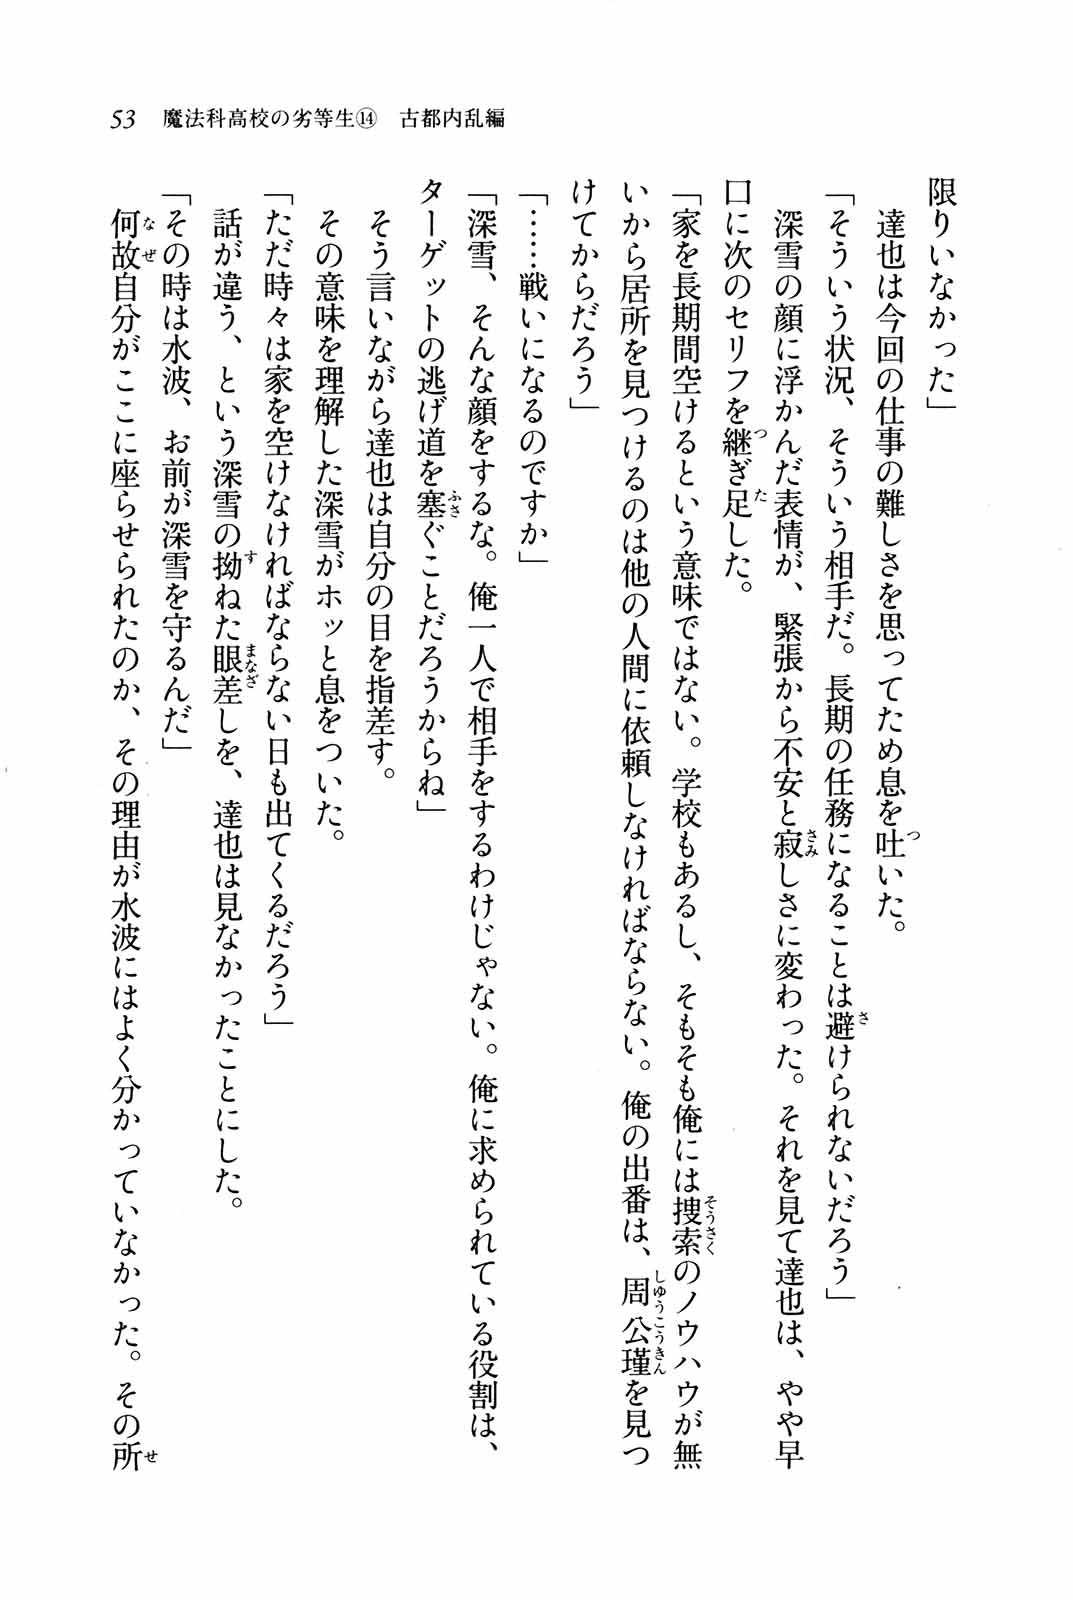 53　魔法科高校の劣等生⑭　古都内乱編
限りいなかった」
　達也は今回の仕事の難しさを思ってため息を吐いた。
「そういう状況、そういう相手だ。長期の任務になることは避けられないだろう」
　深雪の顔に浮かんだ表情が、緊張から不安と寂しさに変わった。それを見て達也は、やや早
口に次のセリフを継ぎ足した。
「家を長期間空けるという意味ではない。学校もあるし、そもそも俺には捜索のノウハウが無
いから居所を見つけるのは他の人間に依頼しなければならない。俺の出番は、周公瑾を見つ
けてからだろう」
「……戦いになるのですか」
「深雪、そんな顔をするな。俺一人で相手をするわけじゃない。俺に求められている役割は、
ターゲットの逃げ道を塞ぐことだろうからね」
　そう言いながら達也は自分の目を指差す。
　その意味を理解した深雪がホッと息をついた。
「ただ時々は家を空けなければならない日も出てくるだろう」
　話が違う、という深雪の拗ねた眼差しを、達也は見なかったことにした。
「その時は水波、お前が深雪を守るんだ」
　何故自分がここに座らせられたのか、その理由が水波にはよく分かっていなかった。その所